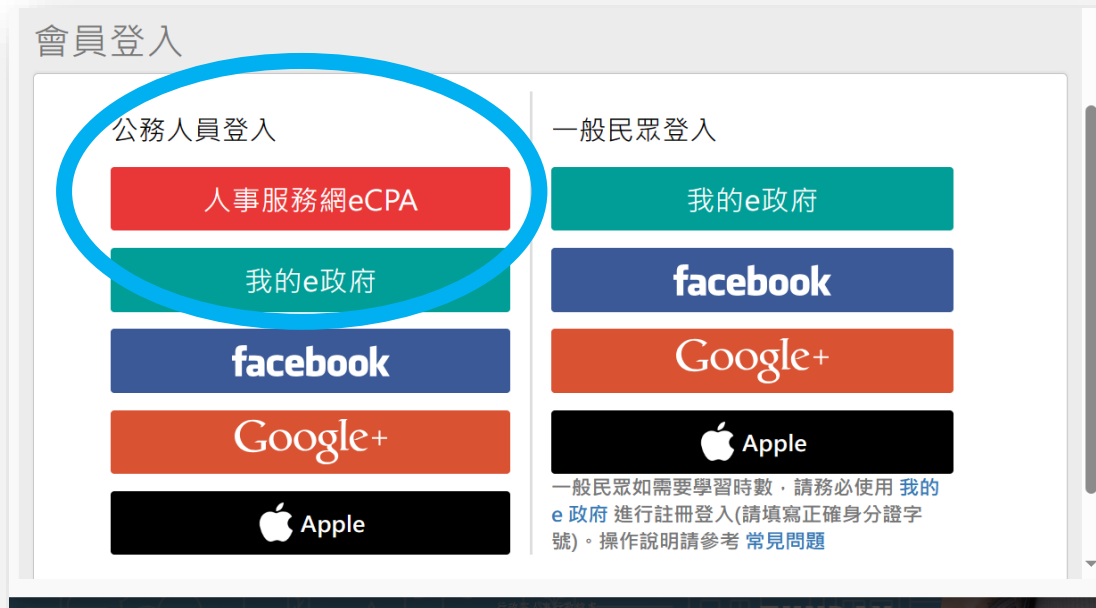 會員登入
公務人員登入
人事服務網eCPA
我的e政府
facebook
Google+
Apple
一般民眾登入
我的e政府
facebook
Google+
Apple
一般民眾如需要學習時數，請務必使用 我的
e 政府 進行註冊登入(請填寫正確身分證字
號)。操作說明請參考 常見問題